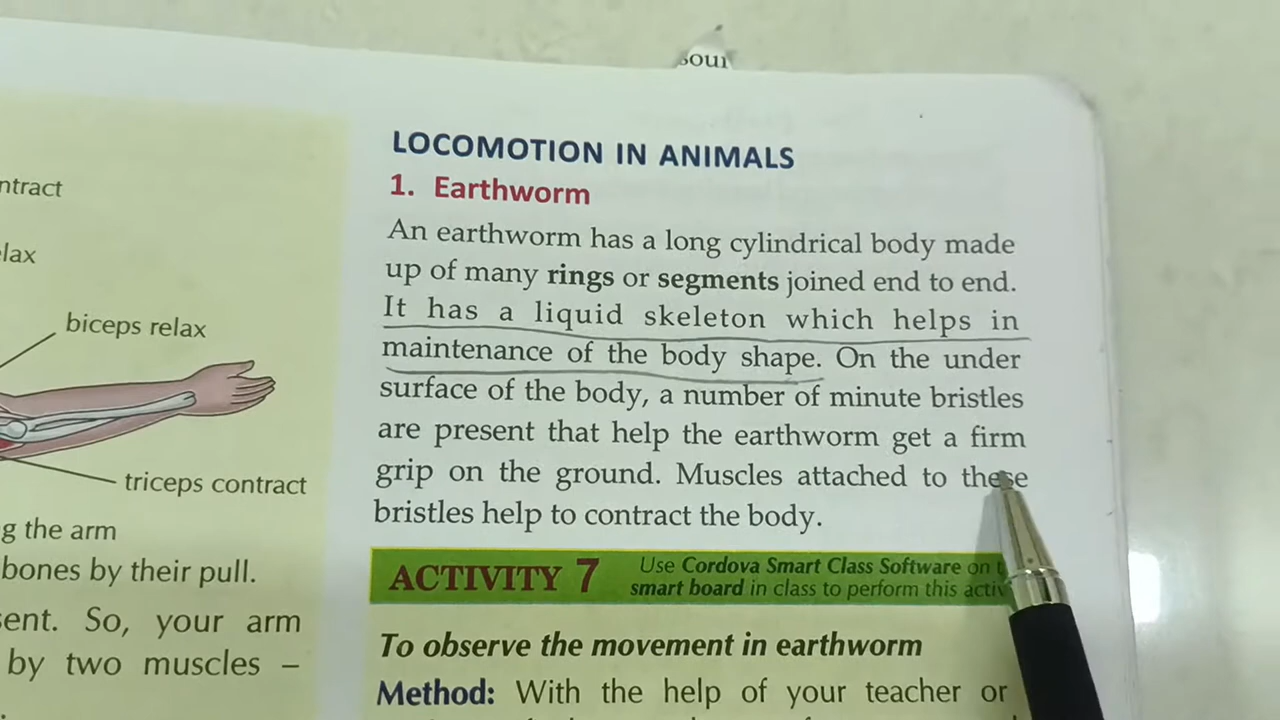 LOCOMOTION IN ANIMALS
1. Earthworm
An earthworm has a long cylindrical body made
up of many rings or segments joined end to end.
It has a liquid skeleton which helps in
maintenance of the body shape. On the under
surface of the body, a number of minute bristles
are present that help the earthworm get a firm
grip on the ground. Muscles attached to these
bristles help to contract the body.
ACTIVITY 7
Use Cordova Smart Class Software on
smart board in class to perform this
To observe the movement in earthworm
Method: With the help of your teacher or
biceps relax
triceps contract
g the arm
bones by their pull.
sent. So, your arm
by two muscles –
ntract
elax